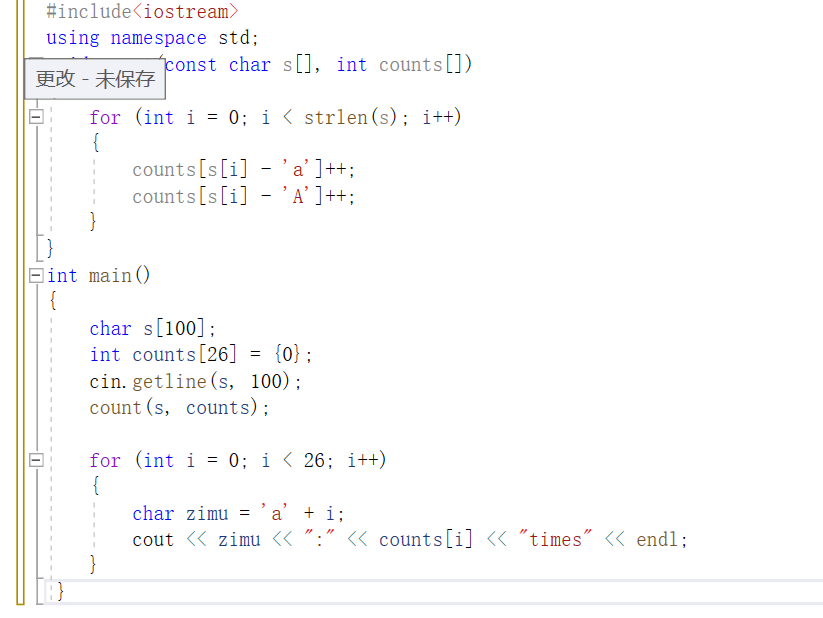 #include<iostream>
using namespace std;
(const char s[], int counts[])
更改 - 未保存
for (int i = 0; i < strlen(s); i++)
{
counts[s[i] - 'a']++;
counts[s[i] - 'A']++;
}
}
int main()
{
char s[100];
int counts[26] = {0};
cin.getline(s, 100);
count(s, counts);
for (int i = 0; i < 26; i++)
{
char zimu = 'a' + i;
cout << zimu << ":" << counts[i] << "times" << endl;
}
}